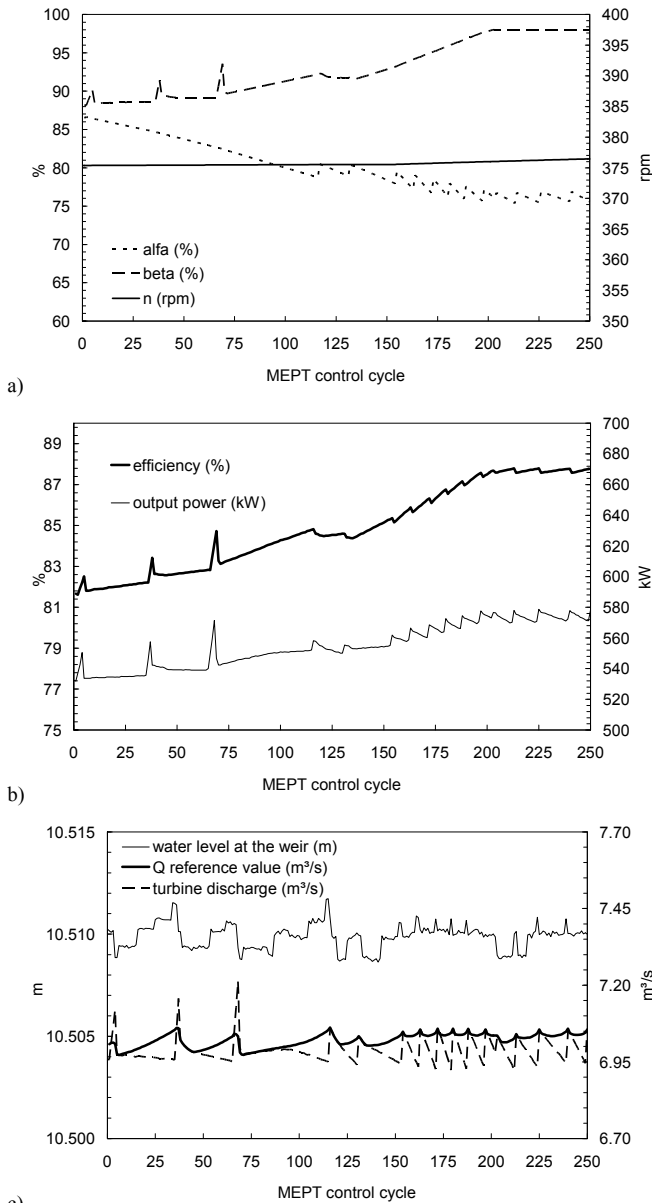 100
95
90
85
80
75
70
65
60
%
400
395
390
385
380
375
370
365
360
355
350
rpm
alfa (%)
beta (%)
n (rpm)
0 25 50 75 100 125 150 175 200 225 250
MEPT control cycle
a)
89
87
85
83
81
79
77
75
%
700
680
660
640
620
600
580
560
540
520
500
kW
efficiency (%)
output power (kW)
0 25 50 75 100 125 150 175 200 225 250
MEPT control cycle
b)
10.515
10.510
10.505
10.500
m
7.70
7.45
7.20
6.95
6.70
m³/s
water level at the weir (m)
Q reference value (m³/s)
turbine discharge (m³/s)
0 25 50 75 100 125 150 175 200 225 250
MEPT control cycle